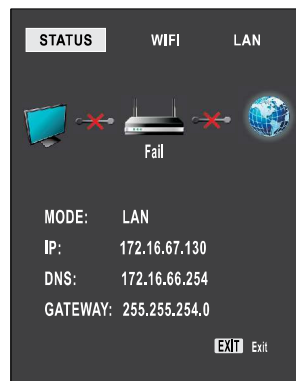 STATUS WIFI LAN
Fail
MODE: LAN
IP: 172.16.67.130
DNS: 172.16.66.254
GATEWAY: 255.255.254.0
EXIT Exit